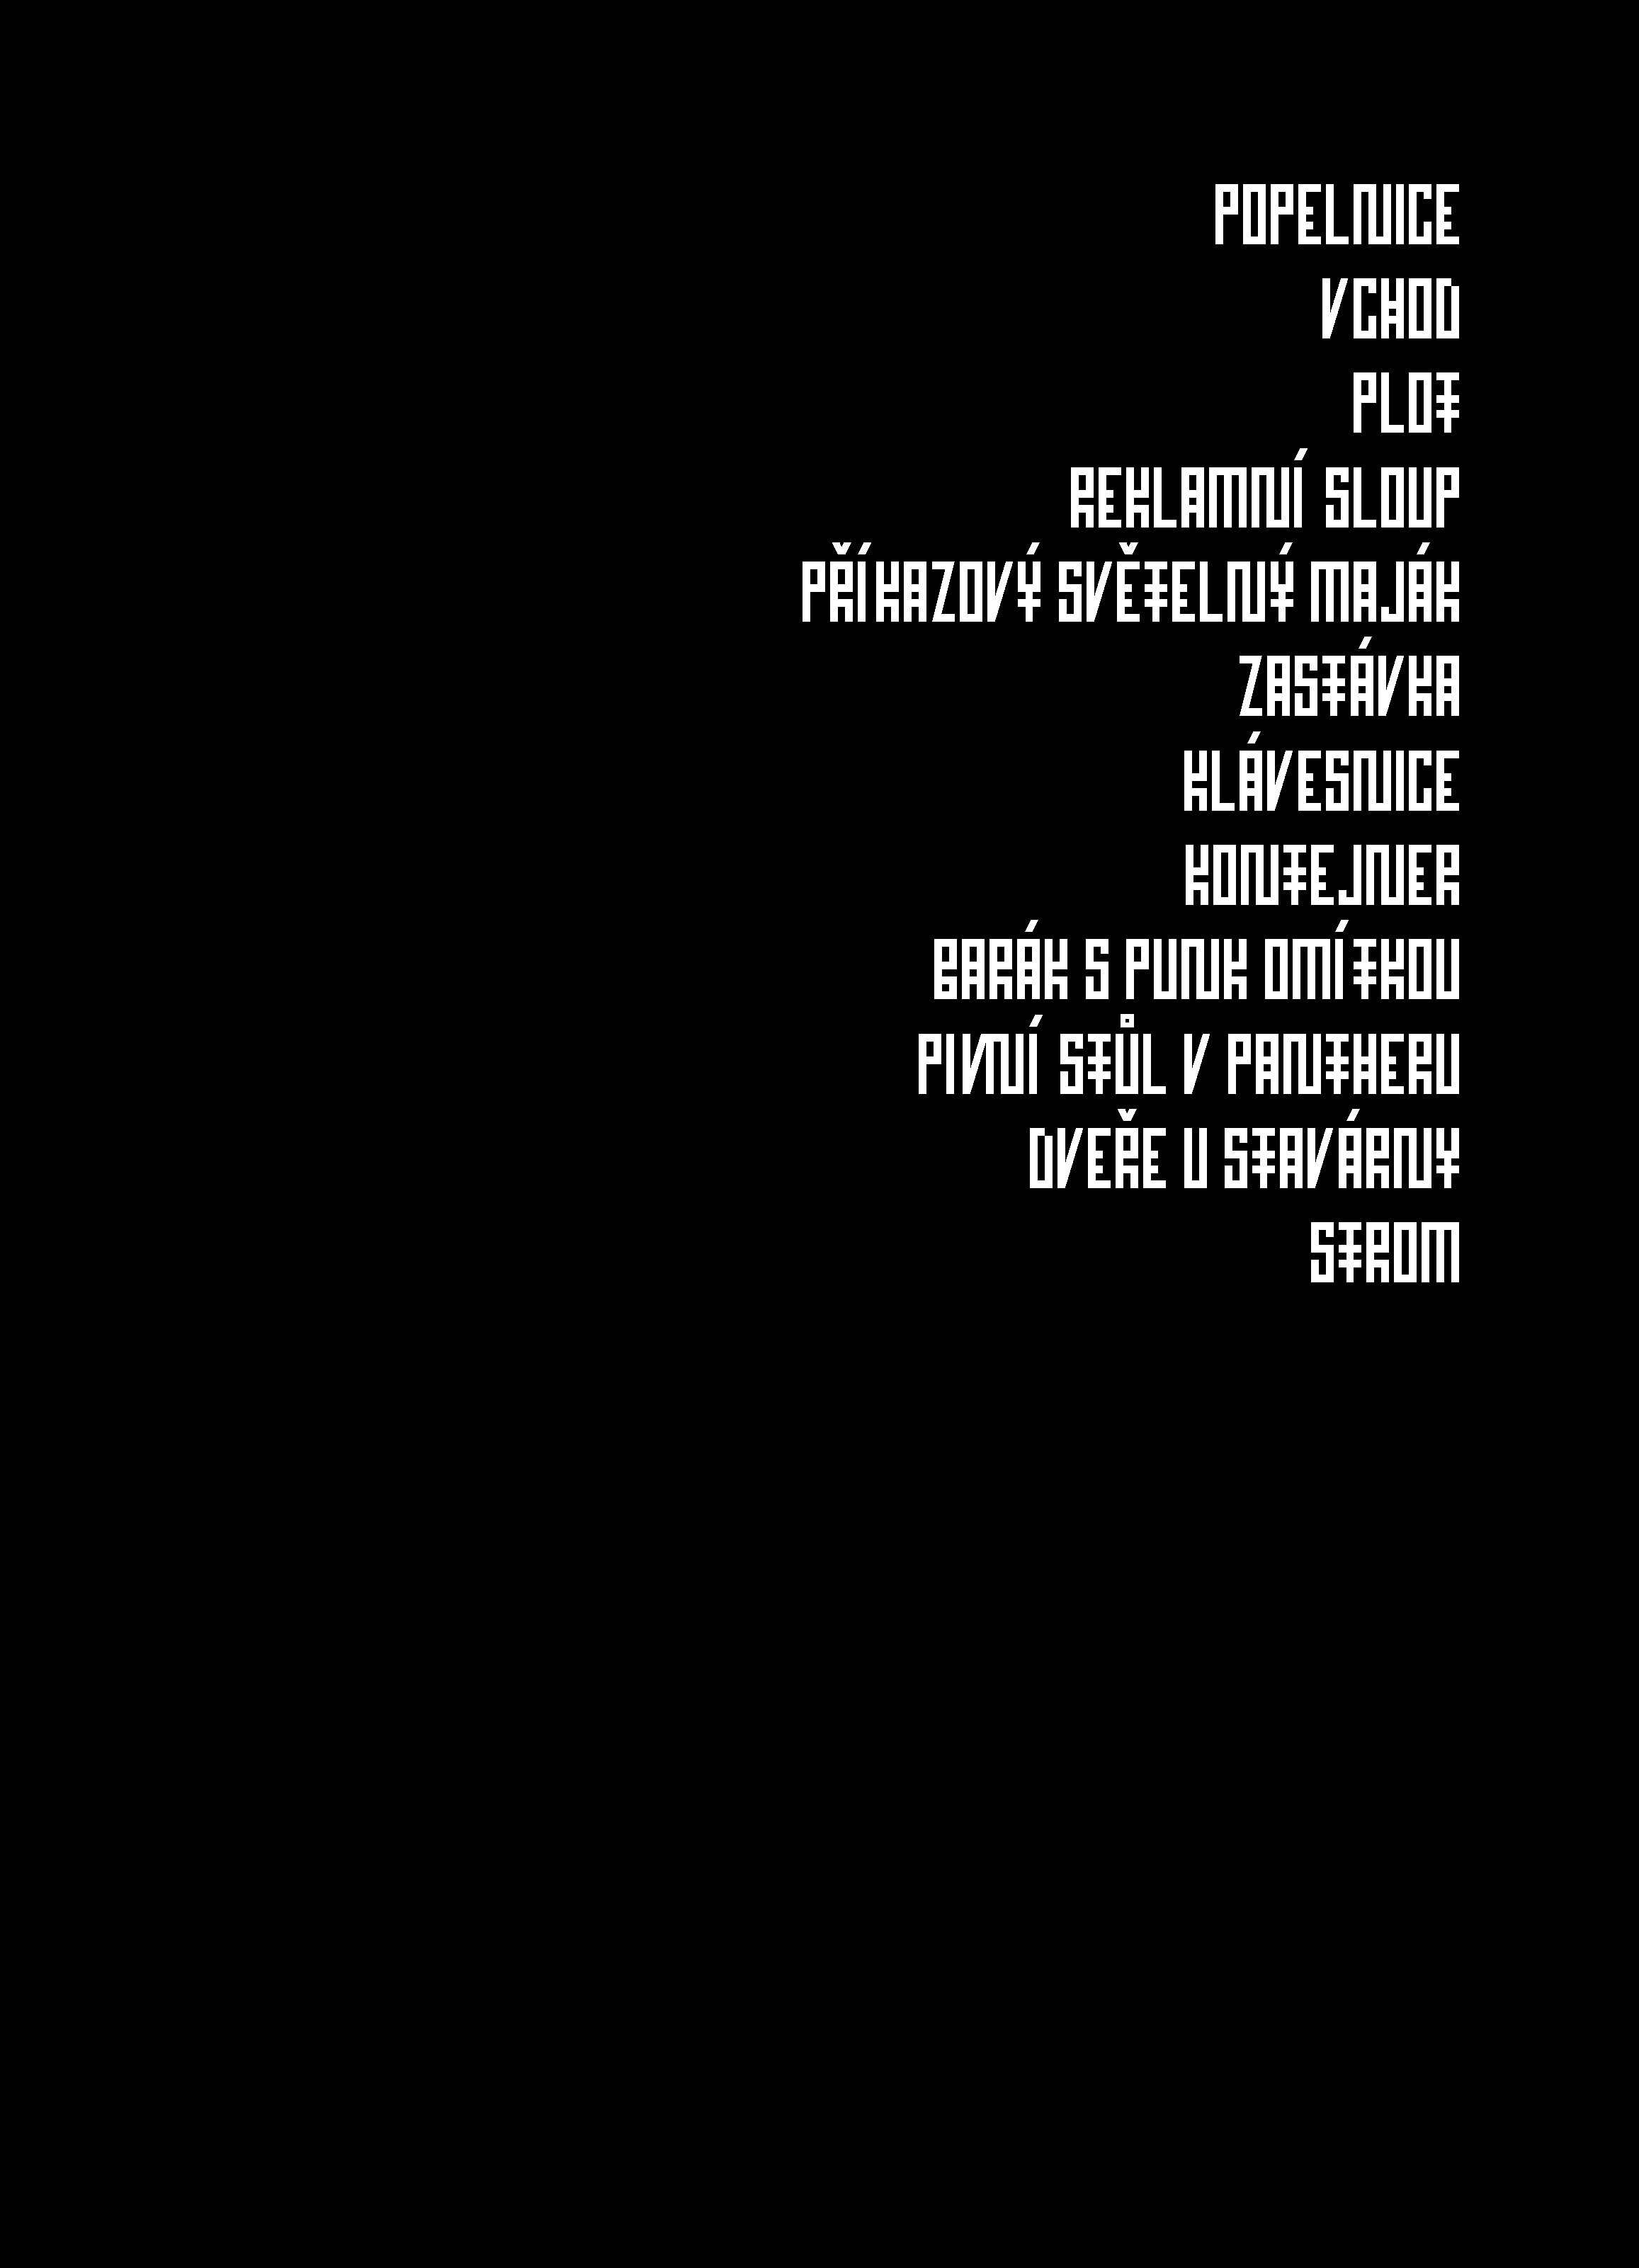 POPELNICE
VCHOD
PLOT
REKLAMNÍ SLOUP
PŘÍKAZOVÝ SVĚTELNÝ MAJÁK
ZASTÁVKA
KLÁVESNICE
KONTEJNER
BARÁK S PUNK OMÍTKOU
PIVNÍ STŮL V PANTHERU
DVEŘE U STAVÁRNY
STROM